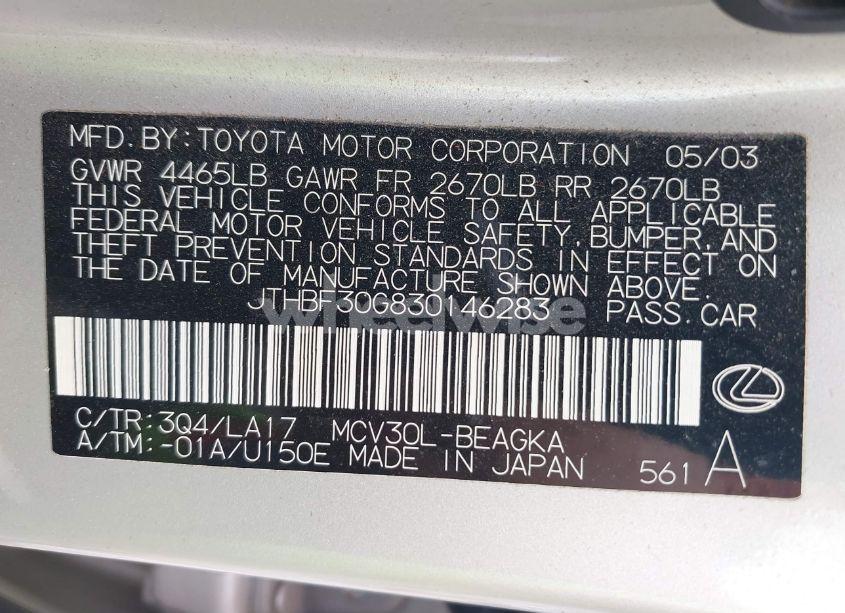 MFD. BY: TOYOTA MOTOR CORPORATION 05/03
GVWR 4465LB GAWR FR 2670LB RR 2670LB
THIS VEHICLE CONFORMS TO ALL APPLICABLE
FEDERAL MOTOR VEHICLE SAFETY, BUMPER, AND
THEFT PREVENTION STANDARDS IN EFFECT ON
THE DATE OF MANUFACTURE SHOWN ABOVE.
JTHBF30G830146283 PASS. CAR
wheelwise
C/TR: 3Q4/LA17 MCV30L-BEAGKA
A/TM: -01A/U150E MADE IN JAPAN 561 A